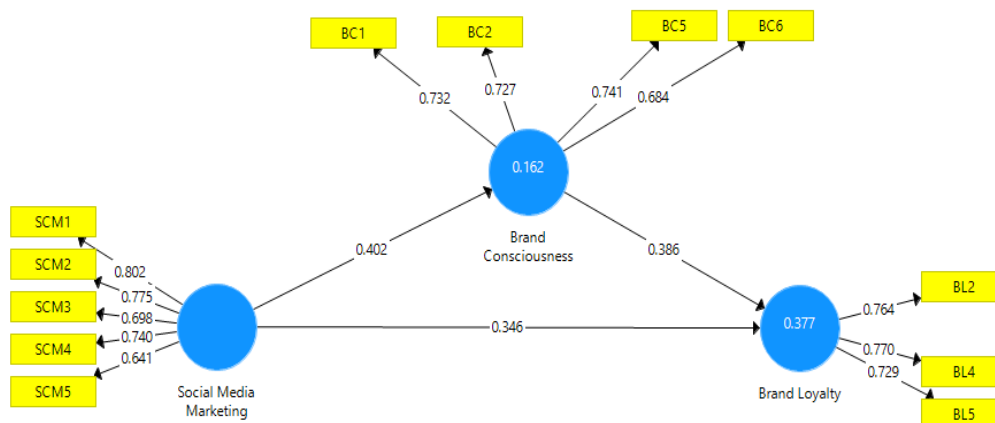 BC1
BC2
BC5
BC6
0.732
0.727
0.741
0.684
0.162
Brand
Consciousness
SCM1
SCM2
SCM3
SCM4
SCM5
0.802
0.775
0.698
0.740
0.641
Social Media
Marketing
0.402
0.386
0.346
0.377
Brand Loyalty
0.764
0.770
0.729
BL2
BL4
BL5